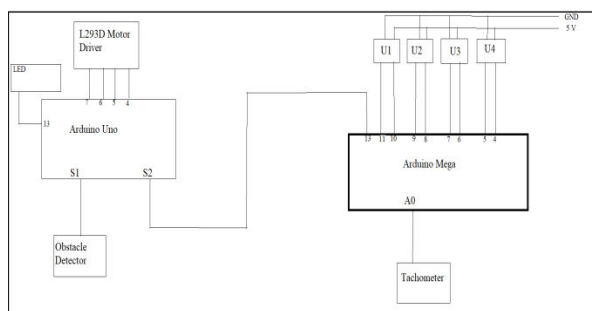 GND
5 V
L293D Motor
Driver
U1 U2 U3 U4
LED
7 6 5 4
13
Arduino Uno
S1 S2
13 11 10 9 8 7 6 5 4
Arduino Mega
A0
Obstacle
Detector
Tachometer